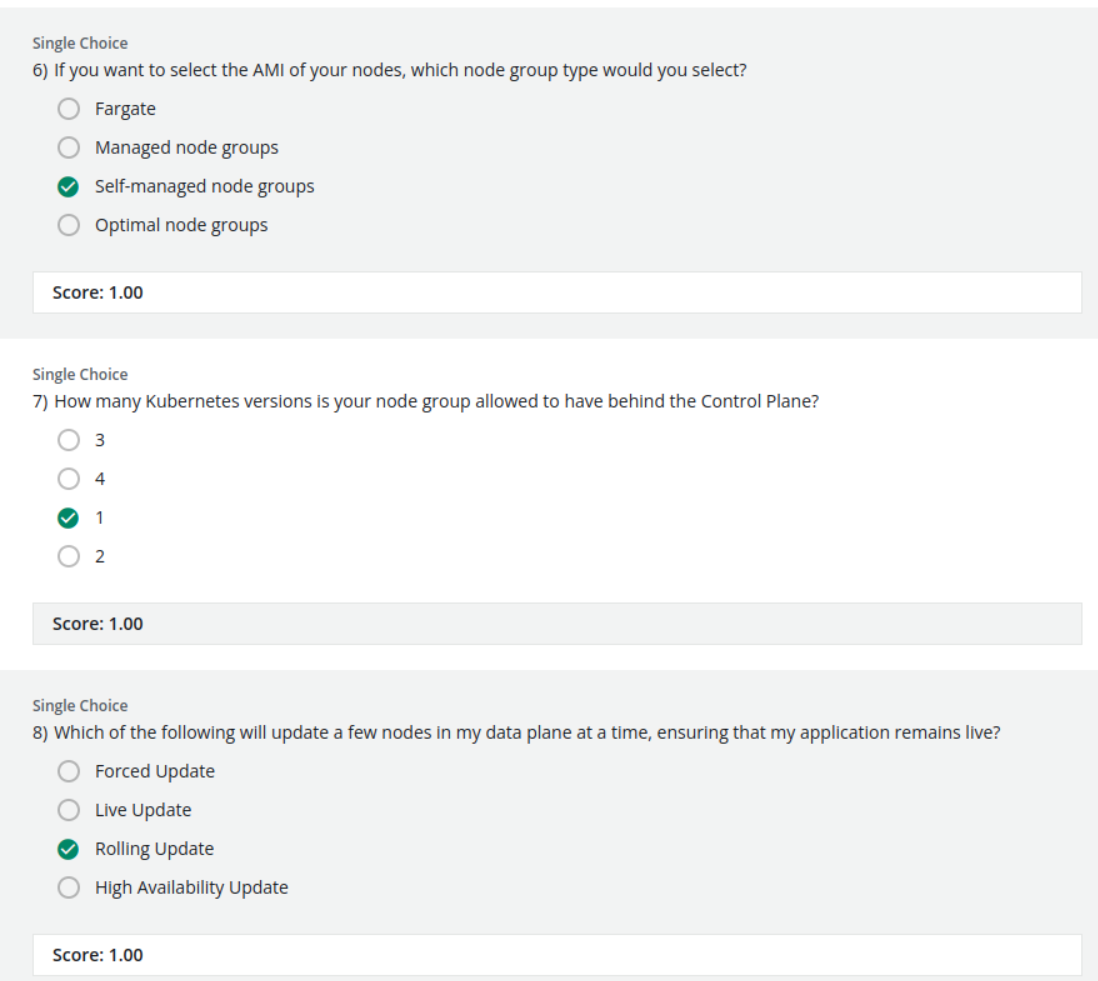 Single Choice
6) If you want to select the AMI of your nodes, which node group type would you select?
Fargate
Managed node groups
Self-managed node groups
Optimal node groups
Score: 1.00
Single Choice
7) How many Kubernetes versions is your node group allowed to have behind the Control Plane?
3
4
1
2
Score: 1.00
Single Choice
8) Which of the following will update a few nodes in my data plane at a time, ensuring that my application remains live?
Forced Update
Live Update
Rolling Update
High Availability Update
Score: 1.00